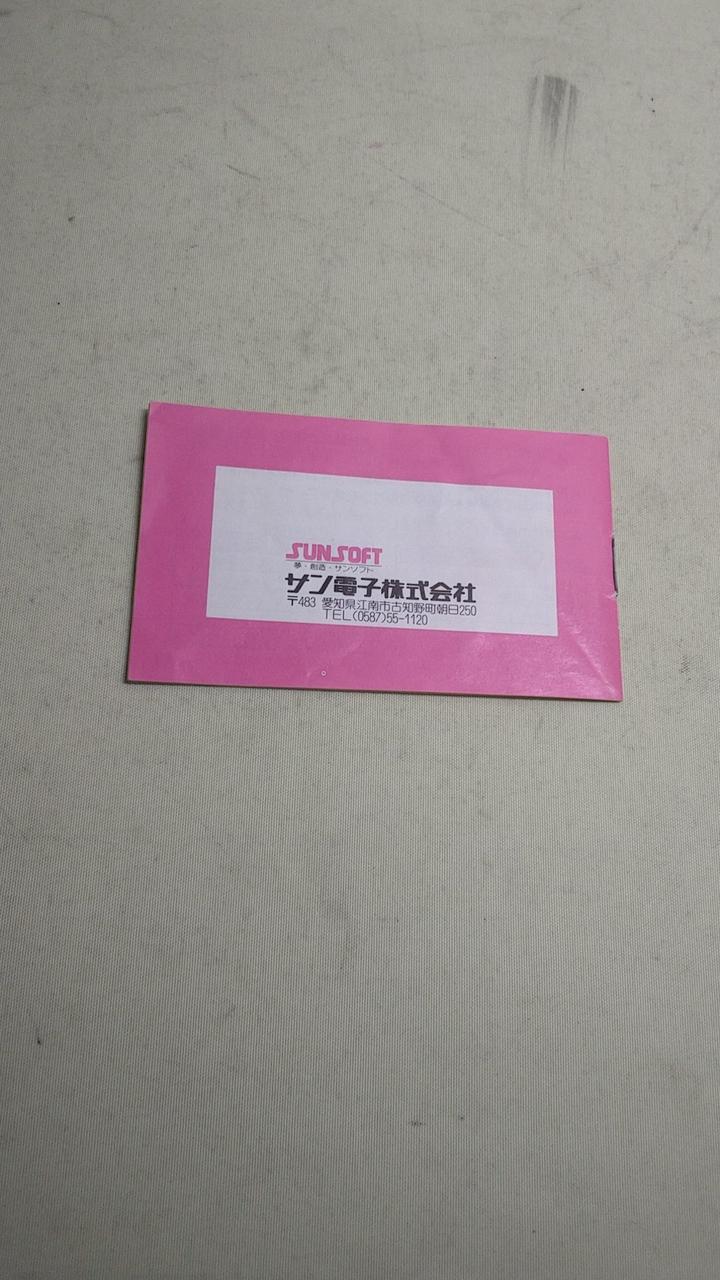 SUNSOFT
夢・創造・サンソフト
サン電子株式会社
〒483 愛知県江南市古知野町朝日250
TEL(0587)55-1120